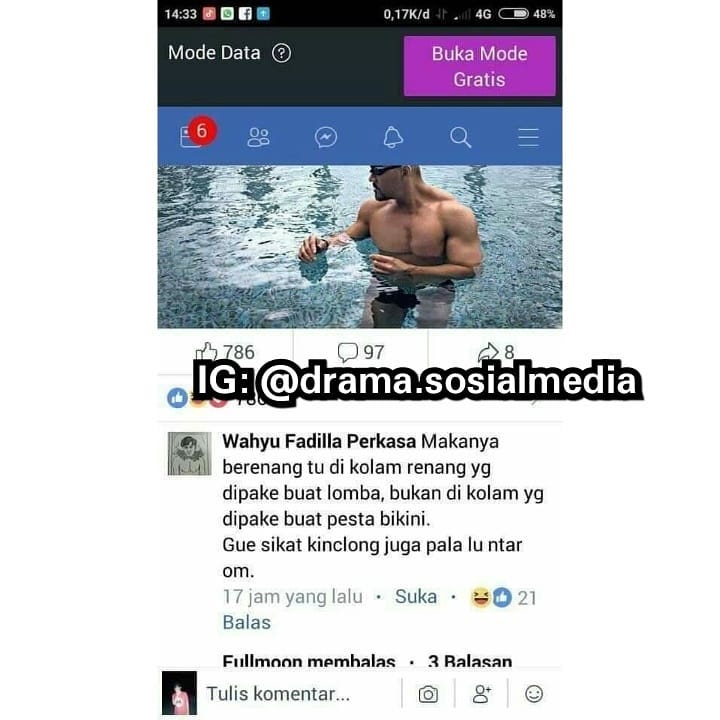 14:33
0,17K/d 4G 48%
Mode Data ?
Buka Mode
Gratis
6
786
97
8
IG: @drama.sosialmedia
Wahyu Fadilla Perkasa Makanya
berenang tu di kolam renang yg
dipake buat lomba, bukan di kolam yg
dipake buat pesta bikini.
Gue sikat kinclong juga pala lu ntar
om.
17 jam yang lalu · Suka · 21
Balas
Fullmoon membalas · 3 Balasan
Tulis komentar...